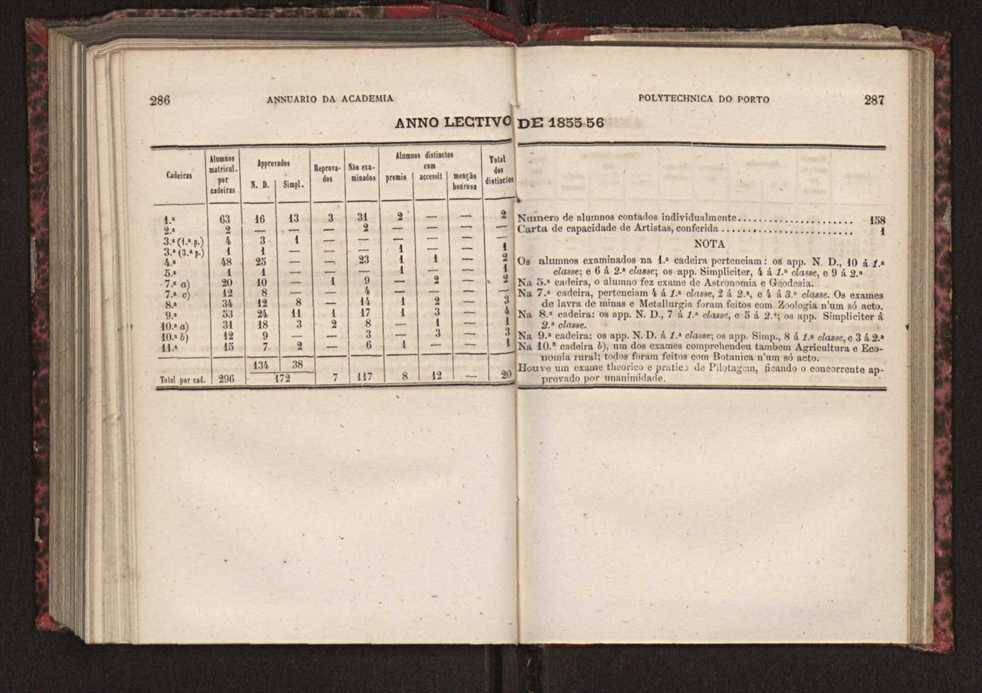 286
ANNUARIO DA ACADEMIA
POLYTECHNICA DO PORTO
287
ANNO LECTIVO DE 1855-56
Cadeiras | Alumnos matricul. por cadeiras | Approvados N. D. | Simpl. | Reprovados | Não examinados | Alumnos distinctos com premio | accessit | menção honrosa | Total dos distinctos
1.ª 63 16 13 3 31 2 — — 2
2.ª 2 — — — 2 — — — —
3.ª (1.ª p.) 4 3 1 — — — — — —
3.ª (3.ª p.) 1 1 — — — 1 — — 1
4.ª 48 25 — — 23 1 1 — 2
5.ª 1 1 — — — 1 — — 1
7.ª a) 20 10 — 1 9 — 2 — 2
7.ª c) 12 8 — — 4 — — — —
8.ª 34 12 8 — 14 1 2 — 3
9.ª 53 24 11 1 17 1 3 — 4
10.ª a) 31 18 3 2 8 — 1 — 1
10.ª b) 12 9 — — 3 — 3 — 3
11.ª 15 7 2 — 6 1 — — 1
134 38
Total por cad. 296 172 7 117 8 12 — 20
Numero de alumnos contados individualmente.................... 158
Carta de capacidade de Artistas, conferida...................... 1
NOTA
Os alumnos examinados na 1.ª cadeira pertenciam: os app. N. D., 10 á 1.ª
classe; e 6 á 2.ª classe; os app. Simpliciter, 4 á 1.ª classe, e 9 á 2.ª
Na 5.ª cadeira, o alumno fez exame de Astronomia e Geodesia.
Na 7.ª cadeira, pertenciam 4 á 1.ª classe, 2 á 2.ª, e 4 á 3.ª classe. Os exames
de lavra de minas e Metallurgia foram feitos com Zoologia n'um só acto.
Na 8.ª cadeira: os app. N. D., 7 á 1.ª classe, e 5 á 2.ª; os app. Simpliciter á
2.ª classe.
Na 9.ª cadeira: os app. N. D. á 1.ª classe; os app. Simp., 8 á 1.ª classe, e 3 á 2.ª
Na 10.ª cadeira b), um dos exames comprehendeu tambem Agricultura e Eco-
nomia rural; todos foram feitos com Botanica n'um só acto.
Houve um exame theorico e pratico de Pilotagem, ficando o concorrente ap-
provado por unanimidade.